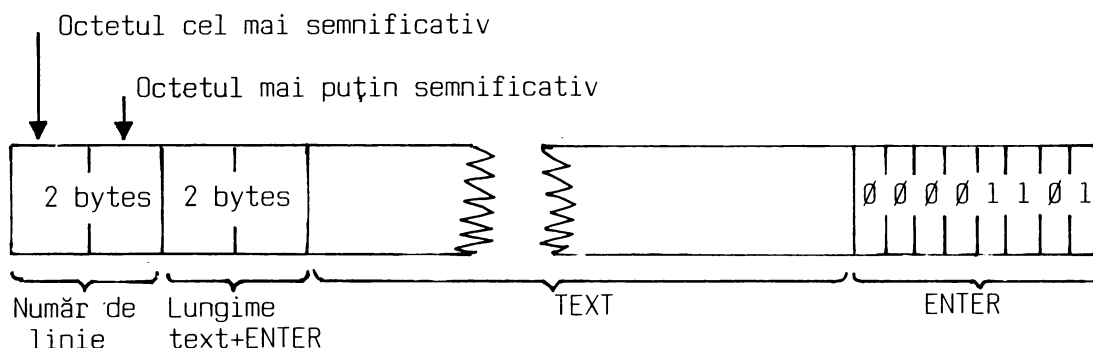 Octetul cel mai semnificativ
Octetul mai puțin semnificativ
2 bytes 2 bytes Ø Ø Ø Ø 1 1 Ø 1
Număr de linie
Lungime text+ENTER
TEXT
ENTER